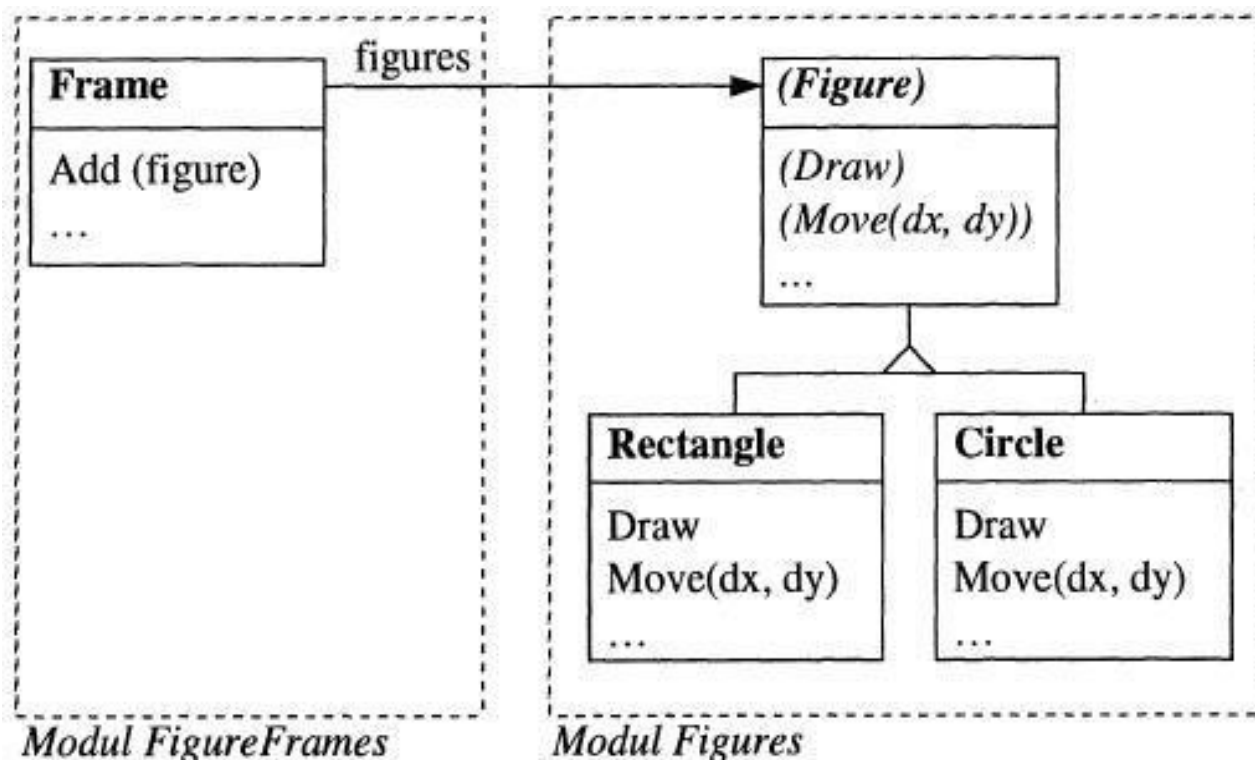 Frame
Add (figure)
...
figures
(Figure)
(Draw)
(Move(dx, dy))
...
Rectangle
Draw
Move(dx, dy)
...
Circle
Draw
Move(dx, dy)
...
Modul FigureFrames
Modul Figures